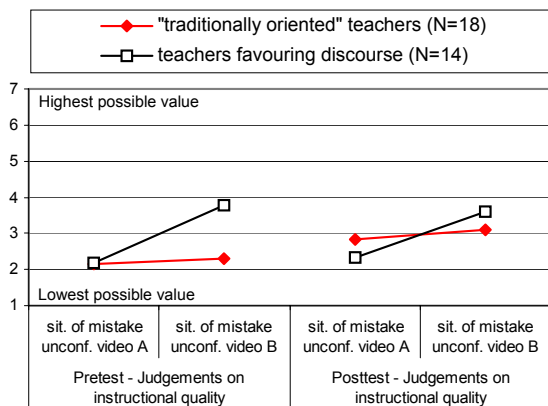 "traditionally oriented" teachers (N=18)
teachers favouring discourse (N=14)
7
Highest possible value
6
5
4
3
2
Lowest possible value
1
sit. of mistake sit. of mistake sit. of mistake sit. of mistake
unconf. video A unconf. video B unconf. video A unconf. video B
Pretest - Judgements on Posttest - Judgements on
instructional quality instructional quality